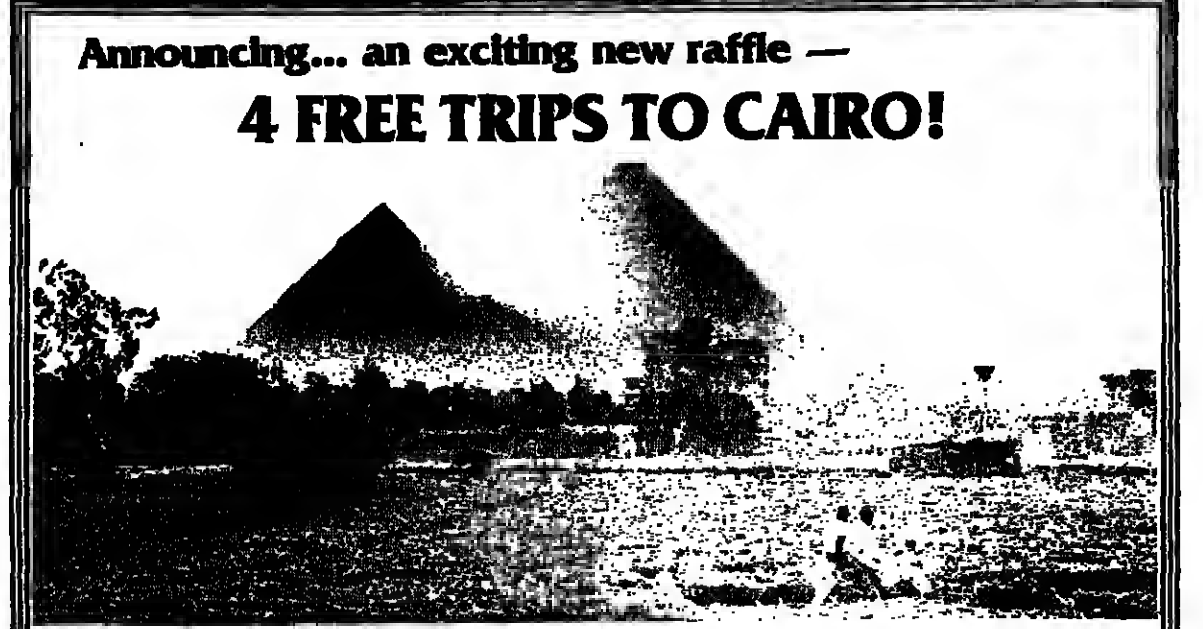 Announcing... an exciting new raffle —
4 FREE TRIPS TO CAIRO!